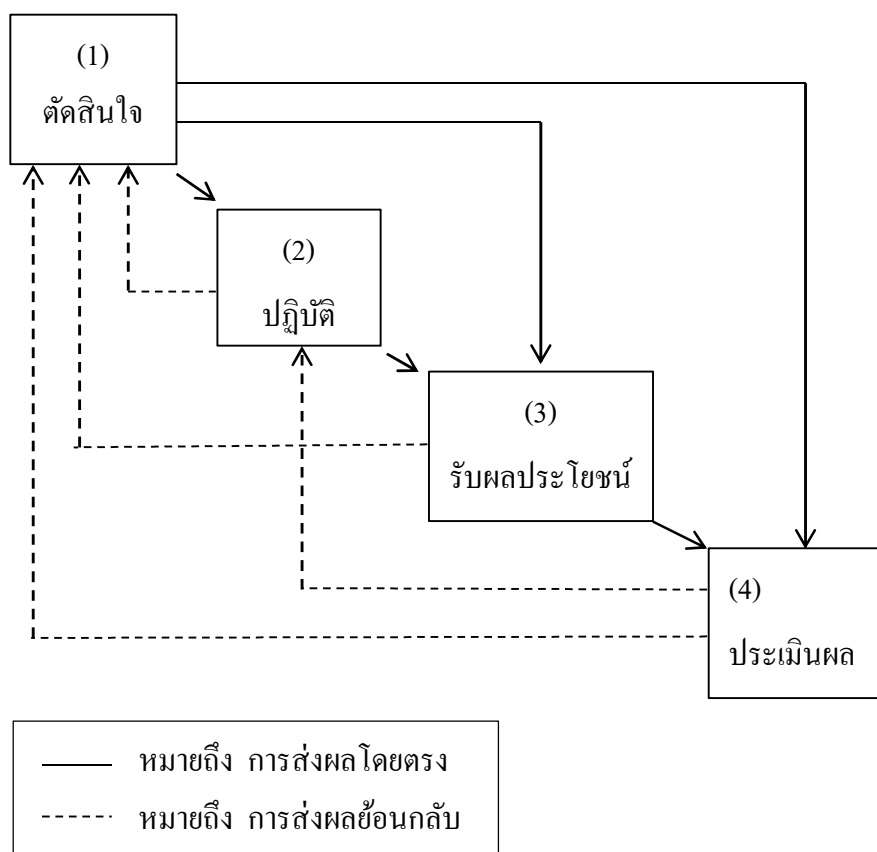 (1)
ตัดสินใจ
(2)
ปฏิบัติ
(3)
รับผลประโยชน์
(4)
ประเมินผล
หมายถึง การส่งผลโดยตรง
หมายถึง การส่งผลย้อนกลับ